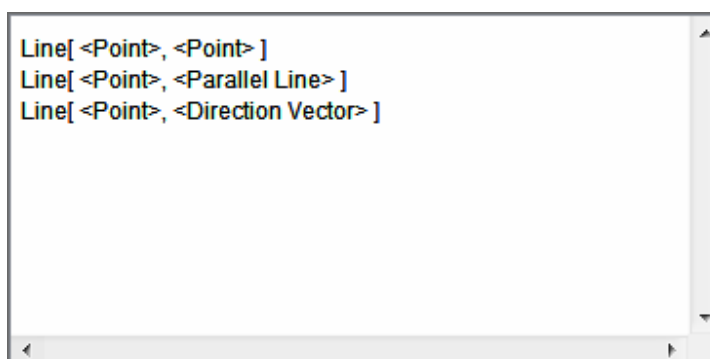 Line[ <Point>, <Point> ]
Line[ <Point>, <Parallel Line> ]
Line[ <Point>, <Direction Vector> ]